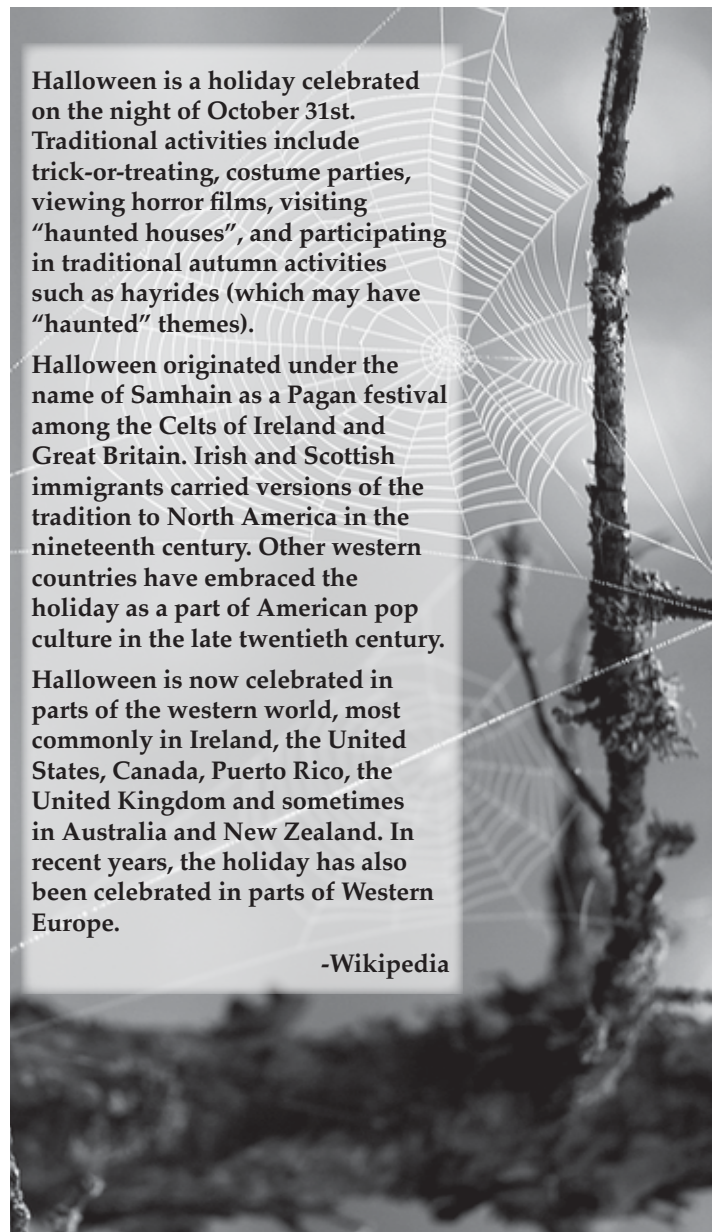 Halloween is a holiday celebrated
on the night of October 31st.
Traditional activities include
trick-or-treating, costume parties,
viewing horror films, visiting
“haunted houses”, and participating
in traditional autumn activities
such as hayrides (which may have
“haunted” themes).
Halloween originated under the
name of Samhain as a Pagan festival
among the Celts of Ireland and
Great Britain. Irish and Scottish
immigrants carried versions of the
tradition to North America in the
nineteenth century. Other western
countries have embraced the
holiday as a part of American pop
culture in the late twentieth century.
Halloween is now celebrated in
parts of the western world, most
commonly in Ireland, the United
States, Canada, Puerto Rico, the
United Kingdom and sometimes
in Australia and New Zealand. In
recent years, the holiday has also
been celebrated in parts of Western
Europe.
-Wikipedia